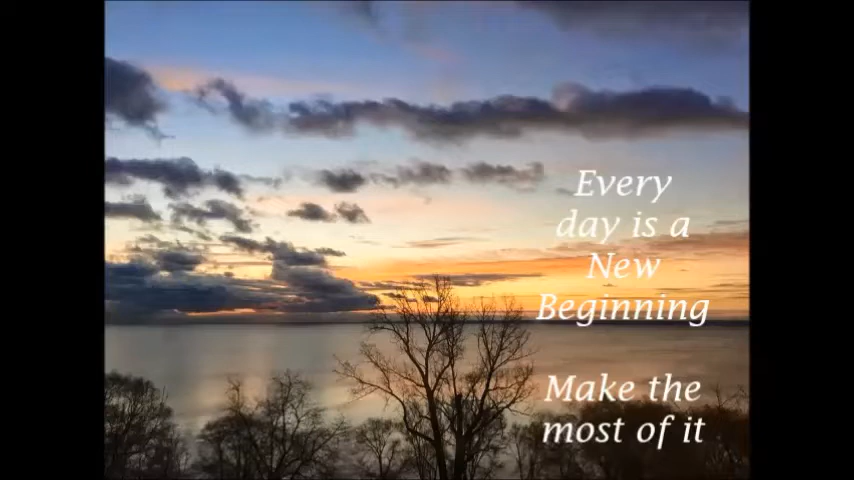 Every
day is a
New
Beginning
Make the
most of it